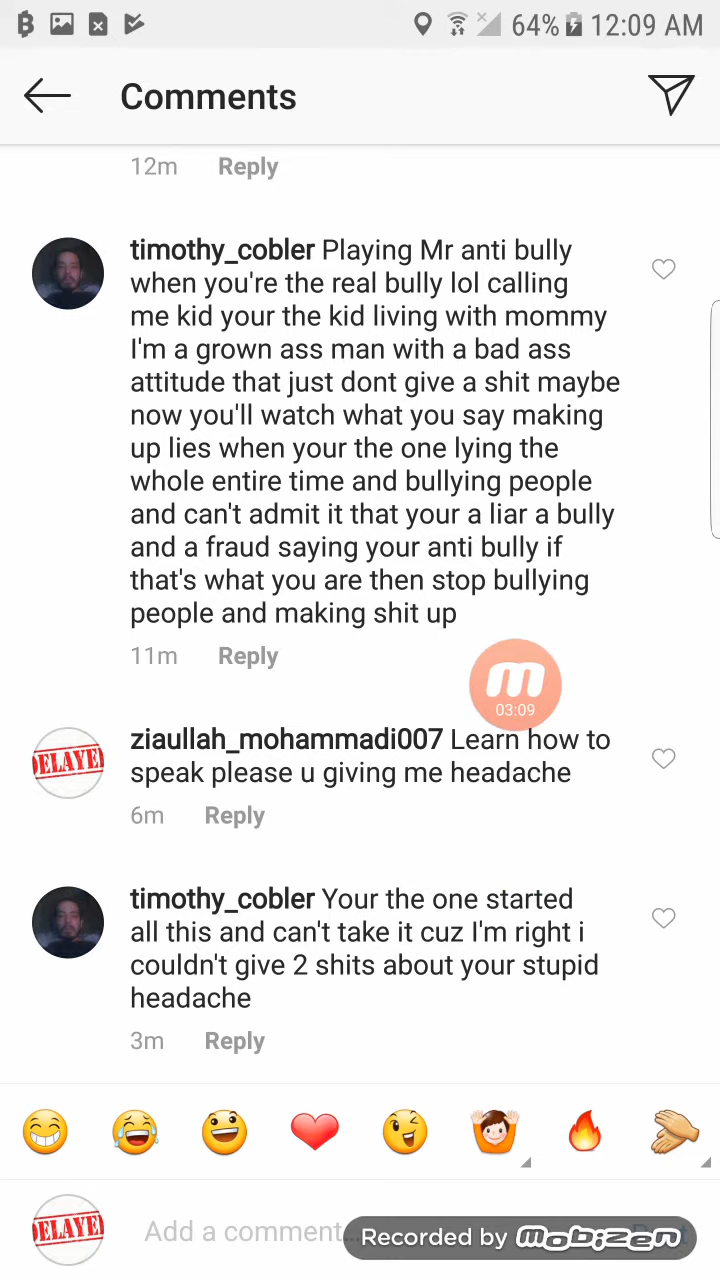 64% 12:09 AM
Comments
12m Reply
timothy_cobler Playing Mr anti bully
when you're the real bully lol calling
me kid your the kid living with mommy
I'm a grown ass man with a bad ass
attitude that just dont give a shit maybe
now you'll watch what you say making
up lies when your the one lying the
whole entire time and bullying people
and can't admit it that your a liar a bully
and a fraud saying your anti bully if
that's what you are then stop bullying
people and making shit up
11m Reply
m
03:09
DELAYED
ziaullah_mohammadi007 Learn how to
speak please u giving me headache
6m Reply
timothy_cobler Your the one started
all this and can't take it cuz I'm right i
couldn't give 2 shits about your stupid
headache
3m Reply
DELAYED
Add a comment...
Recorded by mobizen